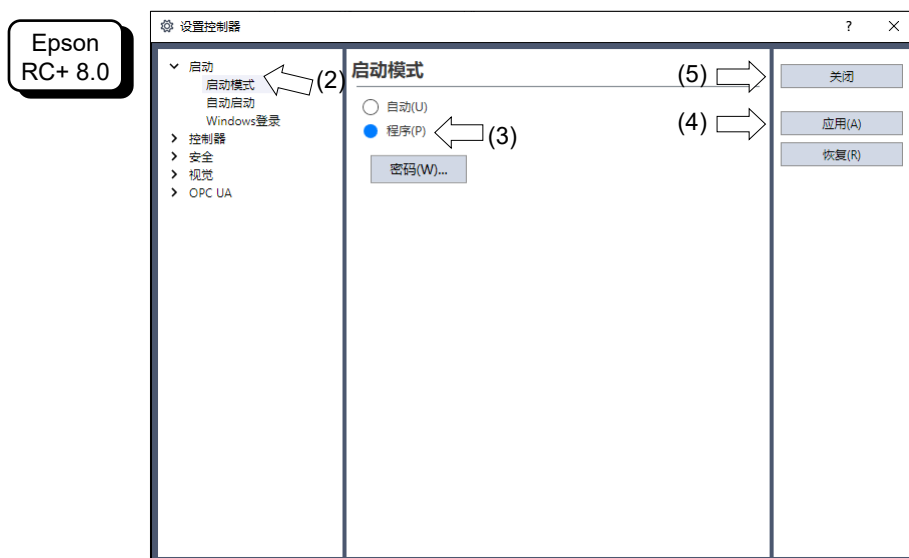 Epson
RC+ 8.0
设置控制器
?
启动
启动模式
(2)
自动启动
Windows登录
控制器
安全
视觉
OPC UA
启动模式
自动(U)
程序(P)
(3)
密码(W)...
(5)
关闭
(4)
应用(A)
恢复(R)